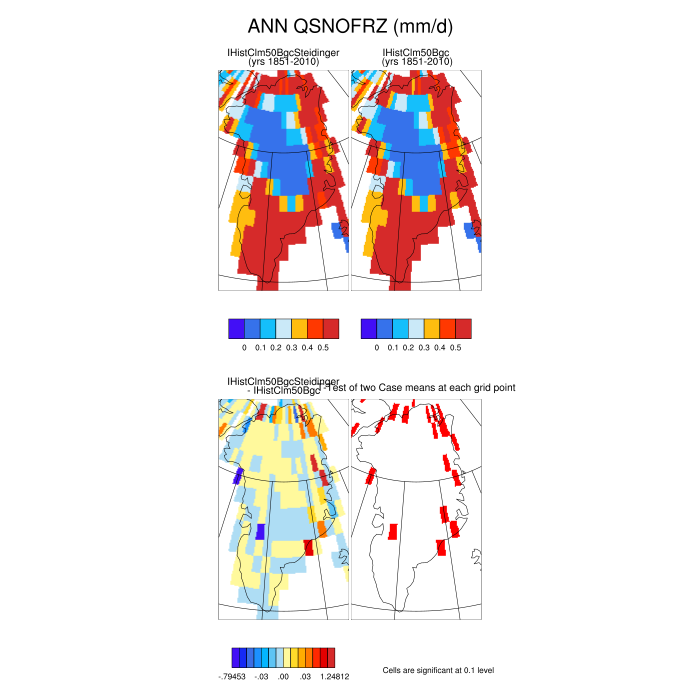 ANN QSNOFRZ (mm/d)
IHistClm50BgcSteidinger
(yrs 1851-2010)
IHistClm50Bgc
(yrs 1851-2010)
0 0.1 0.2 0.3 0.4 0.5
0 0.1 0.2 0.3 0.4 0.5
IHistClm50BgcSteidinger
- IHistClm50Bgc
T-Test of two Case means at each grid point
-.79453 -.03 .00 .03 1.24812
Cells are significant at 0.1 level